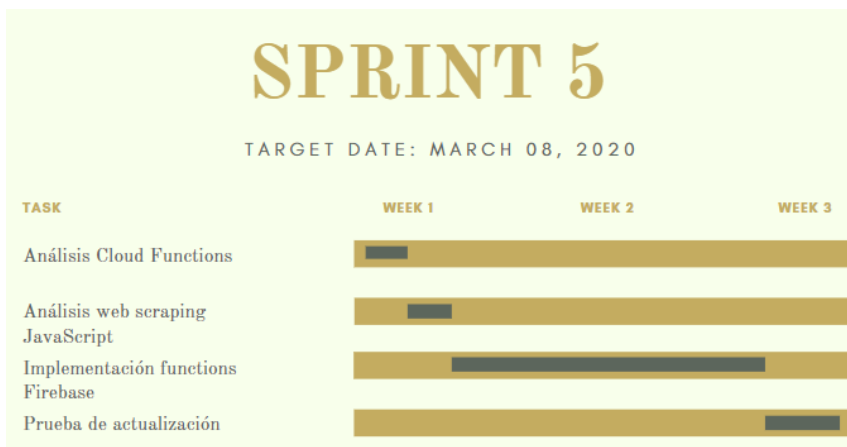 SPRINT 5
TARGET DATE: MARCH 08, 2020
TASK WEEK 1 WEEK 2 WEEK 3
Análisis Cloud Functions
Análisis web scraping
JavaScript
Implementación functions
Firebase
Prueba de actualización